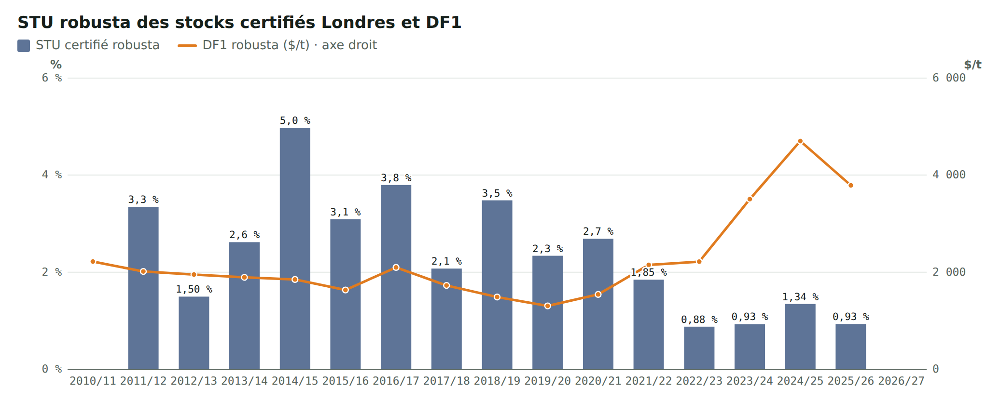 STU robusta des stocks certifiés Londres et DF1
STU certifié robusta DF1 robusta ($/t) · axe droit
% $/t
6 % 6 000
5,0 %
4 % 4 000
3,8 %
3,5 %
3,3 %
3,1 %
2,7 %
2,6 %
2,3 %
2,1 %
2 % 1,85 % 2 000
1,50 %
1,34 %
0,88 % 0,93 % 0,93 %
0 % 0
2010/11 2011/12 2012/13 2013/14 2014/15 2015/16 2016/17 2017/18 2018/19 2019/20 2020/21 2021/22 2022/23 2023/24 2024/25 2025/26 2026/27